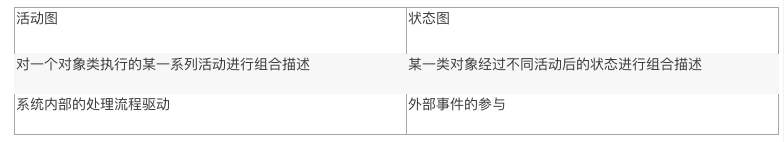 活动图
状态图
对一个对象类执行的某一系列活动进行组合描述
某一类对象经过不同活动后的状态进行组合描述
系统内部的处理流程驱动
外部事件的参与